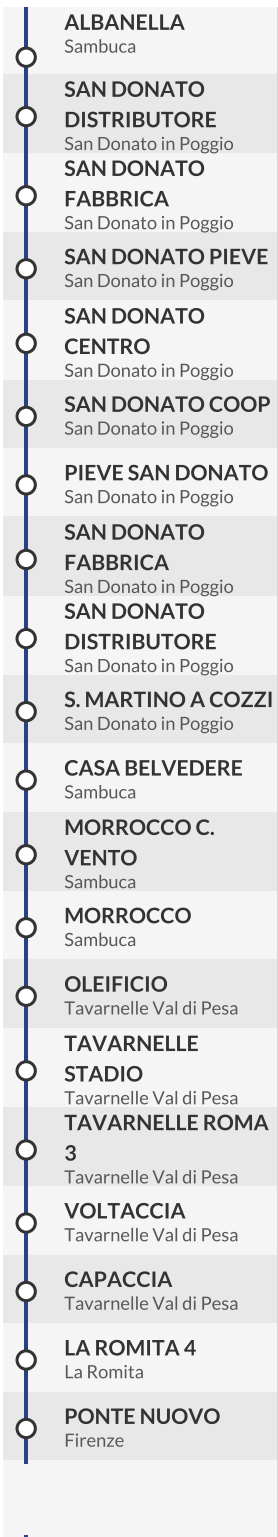 ALBANELLA
Sambuca
SAN DONATO
DISTRIBUTORE
San Donato in Poggio
SAN DONATO
FABBRICA
San Donato in Poggio
SAN DONATO PIEVE
San Donato in Poggio
SAN DONATO
CENTRO
San Donato in Poggio
SAN DONATO COOP
San Donato in Poggio
PIEVE SAN DONATO
San Donato in Poggio
SAN DONATO
FABBRICA
San Donato in Poggio
SAN DONATO
DISTRIBUTORE
San Donato in Poggio
S. MARTINO A COZZI
San Donato in Poggio
CASA BELVEDERE
Sambuca
MORROCCO C.
VENTO
Sambuca
MORROCCO
Sambuca
OLEIFICIO
Tavarnelle Val di Pesa
TAVARNELLE
STADIO
Tavarnelle Val di Pesa
TAVARNELLE ROMA
3
Tavarnelle Val di Pesa
VOLTACCIA
Tavarnelle Val di Pesa
CAPACCIA
Tavarnelle Val di Pesa
LA ROMITA 4
La Romita
PONTE NUOVO
Firenze